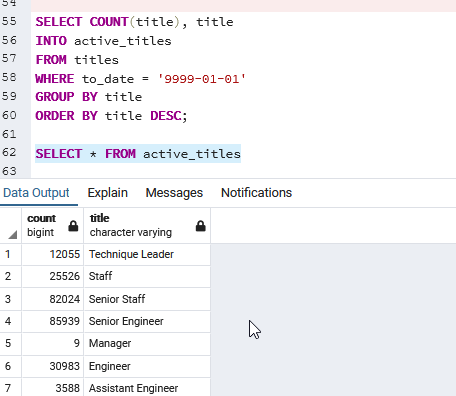 54
55 SELECT COUNT(title), title
56 INTO active_titles
57 FROM titles
58 WHERE to_date = '9999-01-01'
59 GROUP BY title
60 ORDER BY title DESC;
61
62 SELECT * FROM active_titles
63
Data Output Explain Messages Notifications
count title
bigint character varying
1 12055 Technique Leader
2 25526 Staff
3 82024 Senior Staff
4 85939 Senior Engineer
5 9 Manager
6 30983 Engineer
7 3588 Assistant Engineer